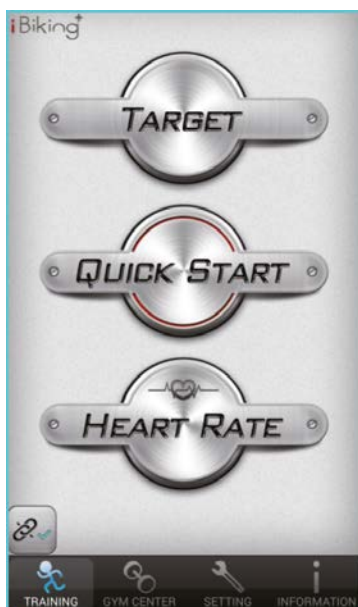 iBiking+
TARGET
QUICK START
HEART RATE
TRAINING GYM CENTER SETTING INFORMATION